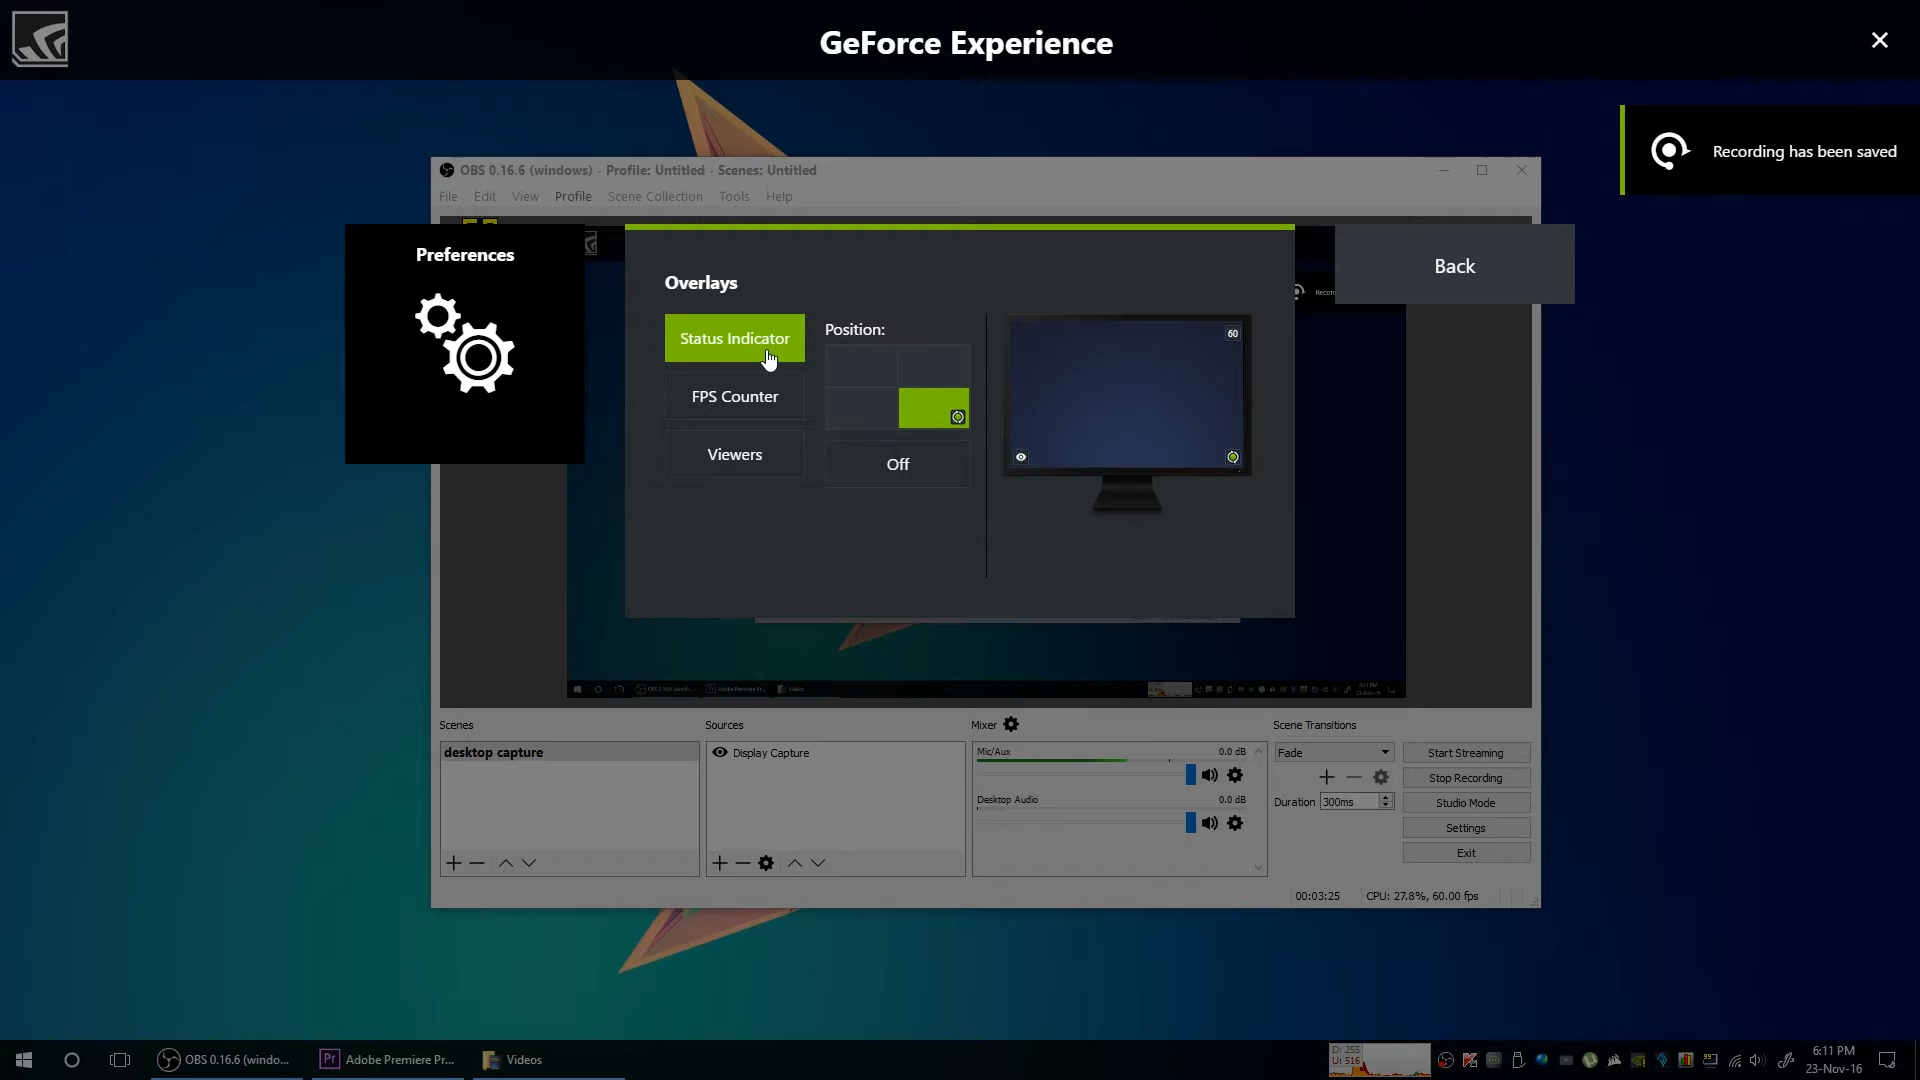 GeForce Experience
Recording has been saved
OBS 0.16.6 (windows) - Profile: Untitled - Scenes: Untitled
File Edit View Profile Scene Collection Tools Help
Preferences
Back
Overlays
Status Indicator
Position:
60
FPS Counter
Viewers
Off
Scenes
Sources
Mixer
Scene Transitions
desktop capture
Display Capture
Mic/Aux 0.0 dB
Desktop Audio 0.0 dB
Fade
Duration 300ms
Start Streaming
Stop Recording
Studio Mode
Settings
Exit
00:03:25
CPU: 27.8%, 60.00 fps
OBS 0.16.6 (windo...
Pr Adobe Premiere Pr...
Videos
D: 255
U: 516
6:11 PM
23-Nov-16